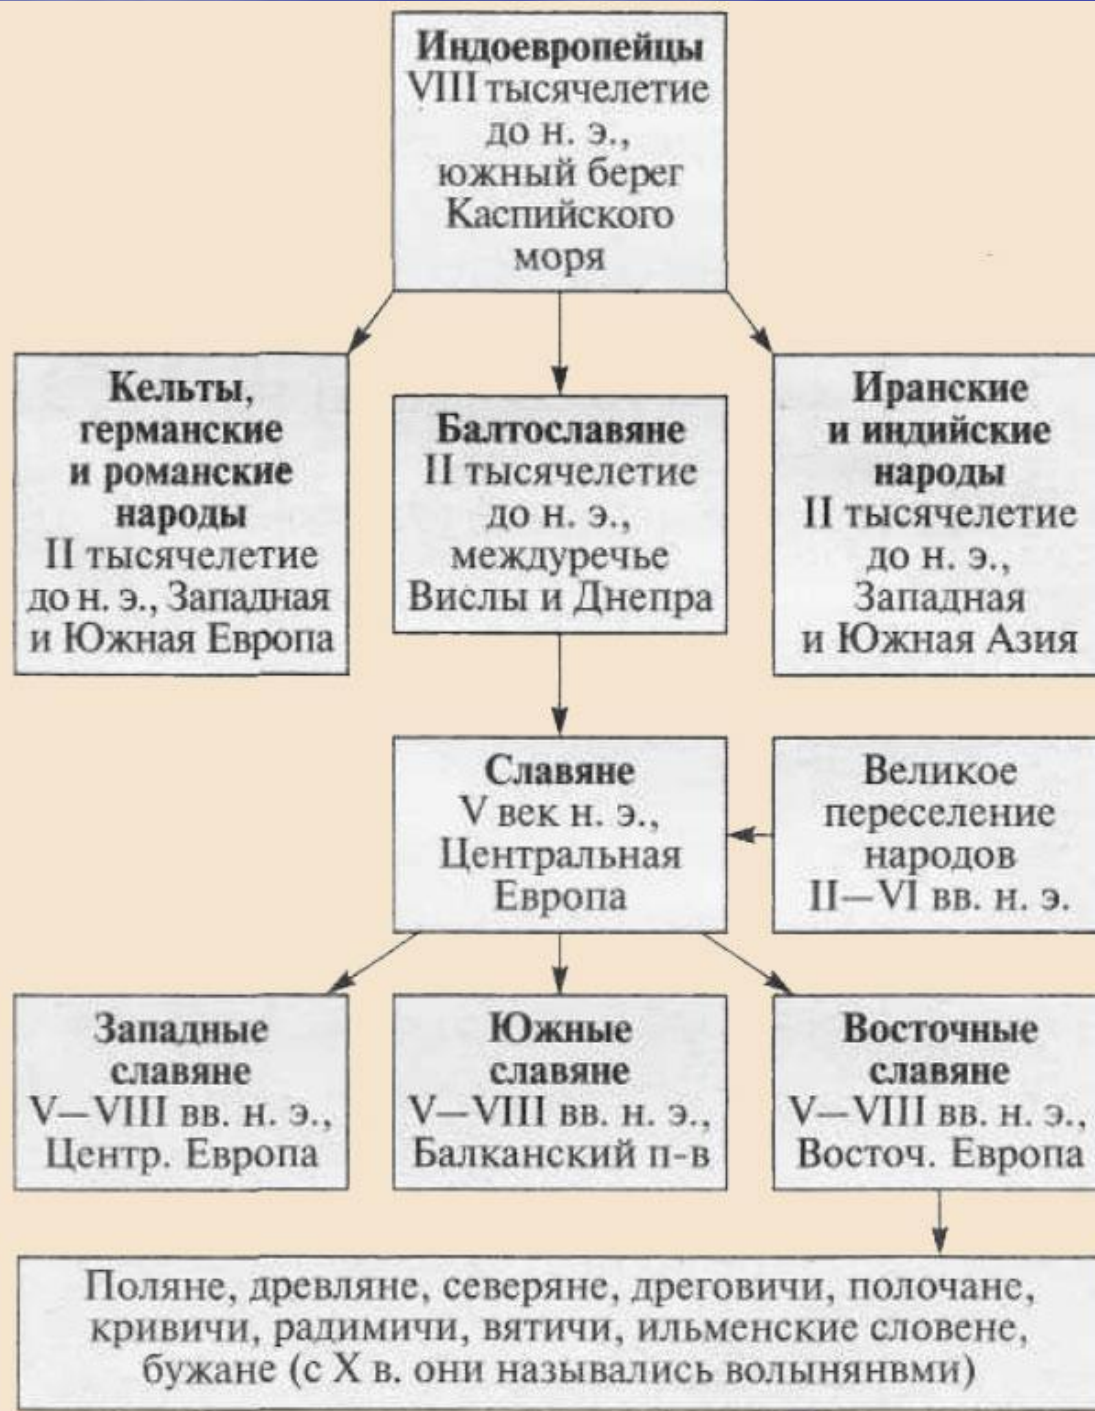 Индоевропейцы
VIII тысячелетие
до н. э.,
южный берег
Каспийского
моря
Кельты,
германские
и романские
народы
II тысячелетие
до н. э., Западная
и Южная Европа
Балтославяне
II тысячелетие
до н. э.,
междуречье
Вислы и Днепра
Иранские
и индийские
народы
II тысячелетие
до н. э.,
Западная
и Южная Азия
Славяне
V век н. э.,
Центральная
Европа
Великое
переселение
народов
II—VI вв. н. э.
Западные
славяне
V—VIII вв. н. э.,
Центр. Европа
Южные
славяне
V—VIII вв. н. э.,
Балканский п-в
Восточные
славяне
V—VIII вв. н. э.,
Восточ. Европа
Поляне, древляне, северяне, дреговичи, полочане,
кривичи, радимичи, вятичи, ильменские словене,
бужане (с X в. они назывались волынянвми)